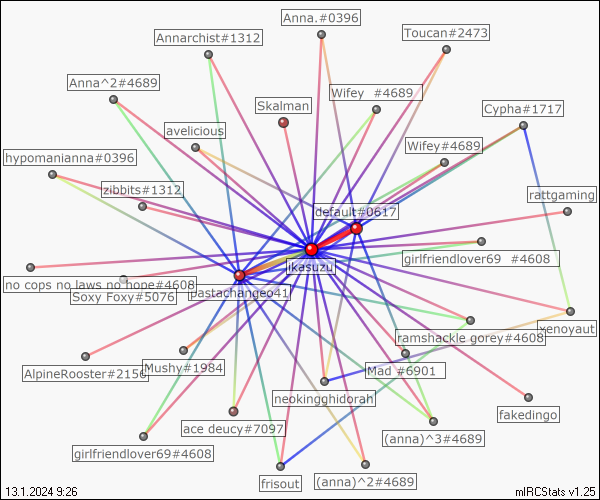 Anna.#0396
Toucan#2473
Annarchist#1312
Anna^2#4689
Wifey #4689
Skalman
Cypha#1717
avelicious
Wifey#4689
hypomanianna#0396
zibbits#1312
rattgaming
default#0617
girlfriendlover69 #4608
ikasuzu
no cops no laws no hope#4608
Soxy Foxy#5076
pastachangeo41
xenoyaut
ramshackle gorey#4608
AlpineRooster#2158
Mushy#1984
Mad #6901
neokingghidorah
fakedingo
ace deucy#7097
(anna)^3#4689
girlfriendlover69#4608
frisout
(anna)^2#4689
13.1.2024 9:26
mIRCStats v1.25